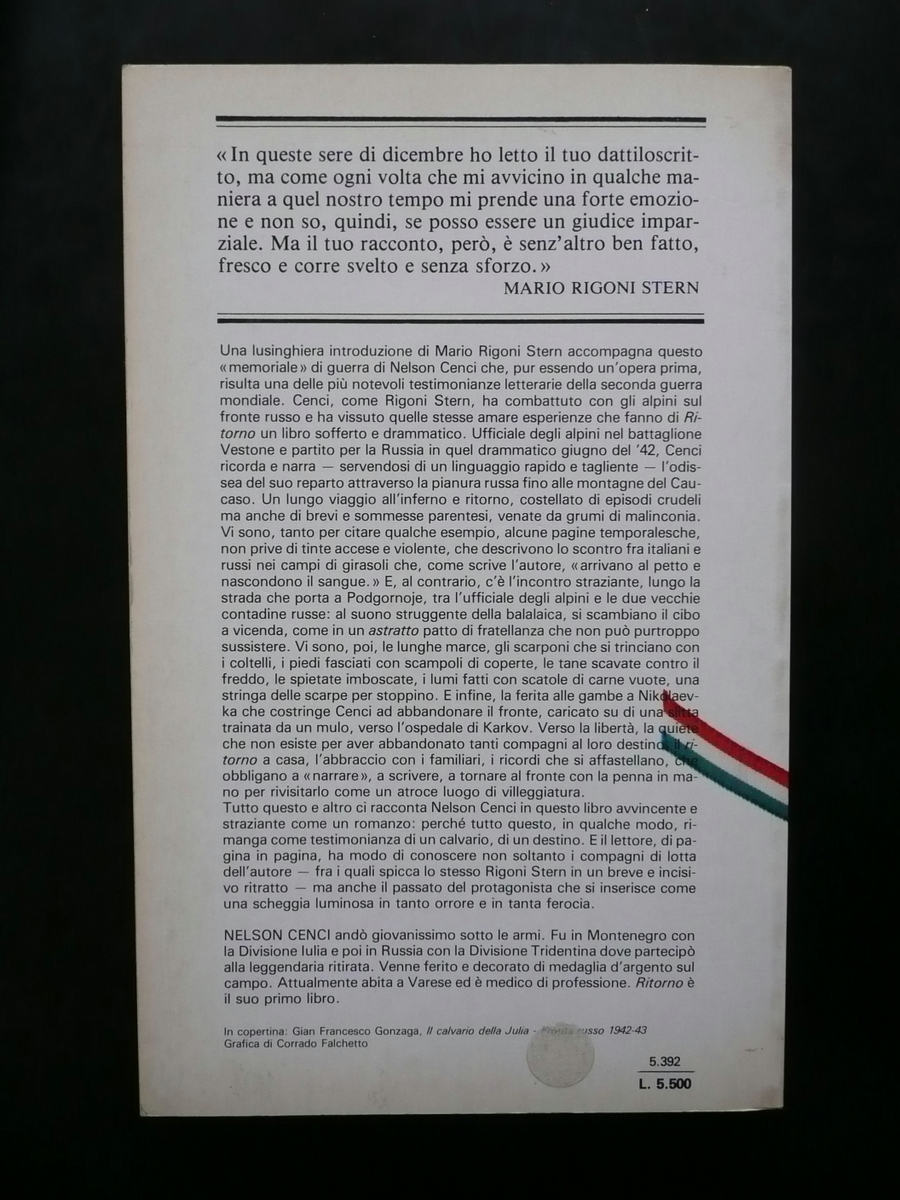 « In queste sere di dicembre ho letto il tuo dattiloscrit-
to, ma come ogni volta che mi avvicino in qualche ma-
niera a quel nostro tempo mi prende una forte emozio-
ne e non so, quindi, se posso essere un giudice impar-
ziale. Ma il tuo racconto, però, è senz'altro ben fatto,
fresco e corre svelto e senza sforzo. »
MARIO RIGONI STERN
Una lusinghiera introduzione di Mario Rigoni Stern accompagna questo
« memoriale » di guerra di Nelson Cenci che, pur essendo un'opera prima,
risulta una delle più notevoli testimonianze letterarie della seconda guerra
mondiale. Cenci, come Rigoni Stern, ha combattuto con gli alpini sul
fronte russo e ha vissuto quelle stesse amare esperienze che fanno di Ri-
torno un libro sofferto e drammatico. Ufficiale degli alpini nel battaglione
Vestone e partito per la Russia in quel drammatico giugno del '42, Cenci
ricorda e narra — servendosi di un linguaggio rapido e tagliente — l'odis-
sea del suo reparto attraverso la pianura russa fino alle montagne del Cau-
caso. Un lungo viaggio all'inferno e ritorno, costellato di episodi crudeli
ma anche di brevi e sommesse parentesi, venate da grumi di malinconia.
Vi sono, tanto per citare qualche esempio, alcune pagine temporalesche,
non prive di tinte accese e violente, che descrivono lo scontro fra italiani e
russi nei campi di girasoli che, come scrive l'autore, « arrivano al petto e
nascondono il sangue. » E, al contrario, c'è l'incontro straziante, lungo la
strada che porta a Podgornoje, tra l'ufficiale degli alpini e le due vecchie
contadine russe: al suono struggente della balalaica, si scambiano il cibo
a vicenda, come in un astratto patto di fratellanza che non può purtroppo
sussistere. Vi sono, poi, le lunghe marce, gli scarponi che si trinciano con
i coltelli, i piedi fasciati con scampoli di coperte, le tane scavate contro il
freddo, le spietate imboscate, i lumi fatti con scatole di carne vuote, una
stringa delle scarpe per stoppino. E infine, la ferita alle gambe a Nikolaev-
ka che costringe Cenci ad abbandonare il fronte, caricato su di una slitta
trainata da un mulo, verso l'ospedale di Karkov. Verso la libertà, la quiete
che non esiste per aver abbandonato tanti compagni al loro destino, il ri-
torno a casa, l'abbraccio con i familiari, i ricordi che si affastellano, che
obbligano a « narrare », a scrivere, a tornare al fronte con la penna in ma-
no per rivisitarlo come un atroce luogo di villeggiatura.
Tutto questo e altro ci racconta Nelson Cenci in questo libro avvincente e
straziante come un romanzo: perché tutto questo, in qualche modo, ri-
manga come testimonianza di un calvario, di un destino. E il lettore, di pa-
gina in pagina, ha modo di conoscere non soltanto i compagni di lotta
dell'autore — fra i quali spicca lo stesso Rigoni Stern in un breve e incisi-
vo ritratto — ma anche il passato del protagonista che si inserisce come
una scheggia luminosa in tanto orrore e in tanta ferocia.
NELSON CENCI andò giovanissimo sotto le armi. Fu in Montenegro con
la Divisione Iulia e poi in Russia con la Divisione Tridentina dove partecipò
alla leggendaria ritirata. Venne ferito e decorato di medaglia d'argento sul
campo. Attualmente abita a Varese ed è medico di professione. Ritorno è
il suo primo libro.
In copertina: Gian Francesco Gonzaga, Il calvario della Julia - Fronte russo 1942-43
Grafica di Corrado Falchetto
5.392
L. 5.500